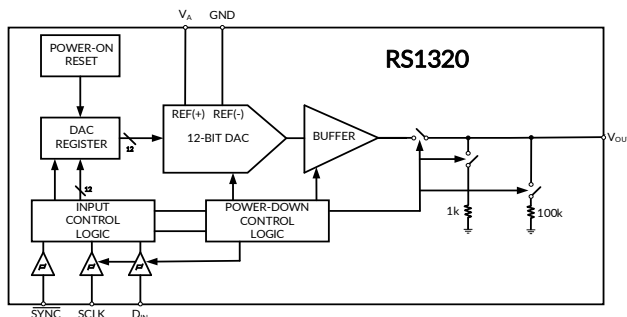 VA GND
POWER-ON
RESET
RS1320
REF(+) REF(-)
12-BIT DAC
DAC
REGISTER
12
BUFFER
VOU
12
INPUT
CONTROL
LOGIC
POWER-DOWN
CONTROL
LOGIC
1k
100k
SYNC SCLK DIN